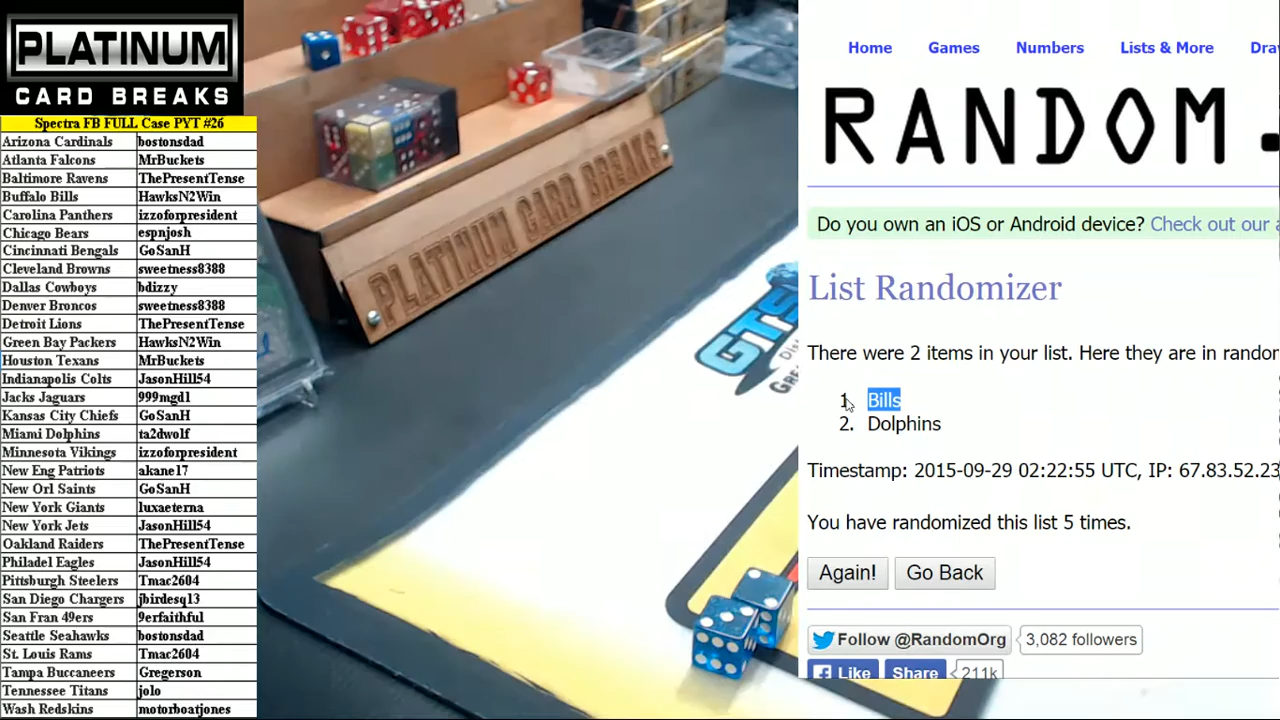 PLATINUM
CARD BREAKS
Spectra FB FULL Case PYT #26
Arizona Cardinals bostonsdad
Atlanta Falcons MrBuckets
Baltimore Ravens ThePresentTense
Buffalo Bills HawksN2Win
Carolina Panthers izzoforpresident
Chicago Bears espnjosh
Cincinnati Bengals GoSanH
Cleveland Browns sweetness8388
Dallas Cowboys bdizzy
Denver Broncos sweetness8388
Detroit Lions ThePresentTense
Green Bay Packers HawksN2Win
Houston Texans MrBuckets
Indianapolis Colts JasonHill54
Jacks Jaguars 999mgd1
Kansas City Chiefs GoSanH
Miami Dolphins ta2dwolf
Minnesota Vikings izzoforpresident
New Eng Patriots akane17
New Orl Saints GoSanH
New York Giants luxaeterna
New York Jets JasonHill54
Oakland Raiders ThePresentTense
Philadel Eagles JasonHill54
Pittsburgh Steelers Tmac2604
San Diego Chargers jbirdesq13
San Fran 49ers 9erfaithful
Seattle Seahawks bostonsdad
St. Louis Rams Tmac2604
Tampa Buccaneers Gregerson
Tennessee Titans jolo
Wash Redskins motorboatjones
PLATINUM CARD BREAKS
GTS
Home Games Numbers Lists & More Dra
RANDOM.
Do you own an iOS or Android device? Check out our a
List Randomizer
There were 2 items in your list. Here they are in random
1. Bills
2. Dolphins
Timestamp: 2015-09-29 02:22:55 UTC, IP: 67.83.52.23
You have randomized this list 5 times.
Again! Go Back
Follow @RandomOrg 3,082 followers
Like Share 211k